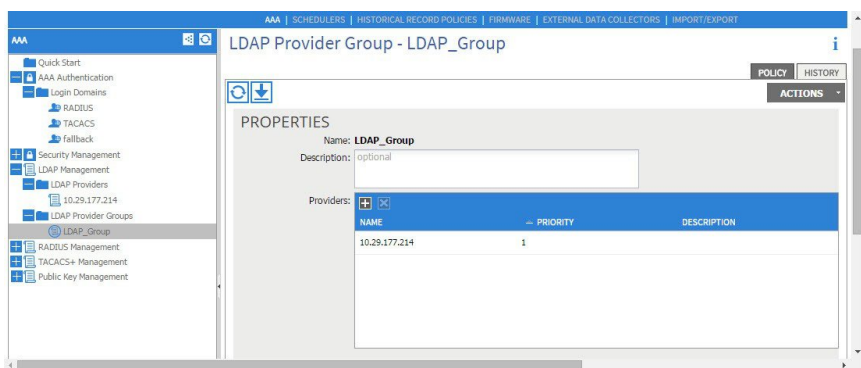 AAA | SCHEDULERS | HISTORICAL RECORD POLICIES | FIRMWARE | EXTERNAL DATA COLLECTORS | IMPORT/EXPORT
AAA
Quick Start
AAA Authentication
Login Domains
RADIUS
TACACS
fallback
Security Management
LDAP Management
LDAP Providers
10.29.177.214
LDAP Provider Groups
LDAP_Group
RADIUS Management
TACACS+ Management
Public Key Management
LDAP Provider Group - LDAP_Group
i
POLICY HISTORY
ACTIONS
PROPERTIES
Name: LDAP_Group
Description: optional
Providers:
NAME PRIORITY DESCRIPTION
10.29.177.214 1